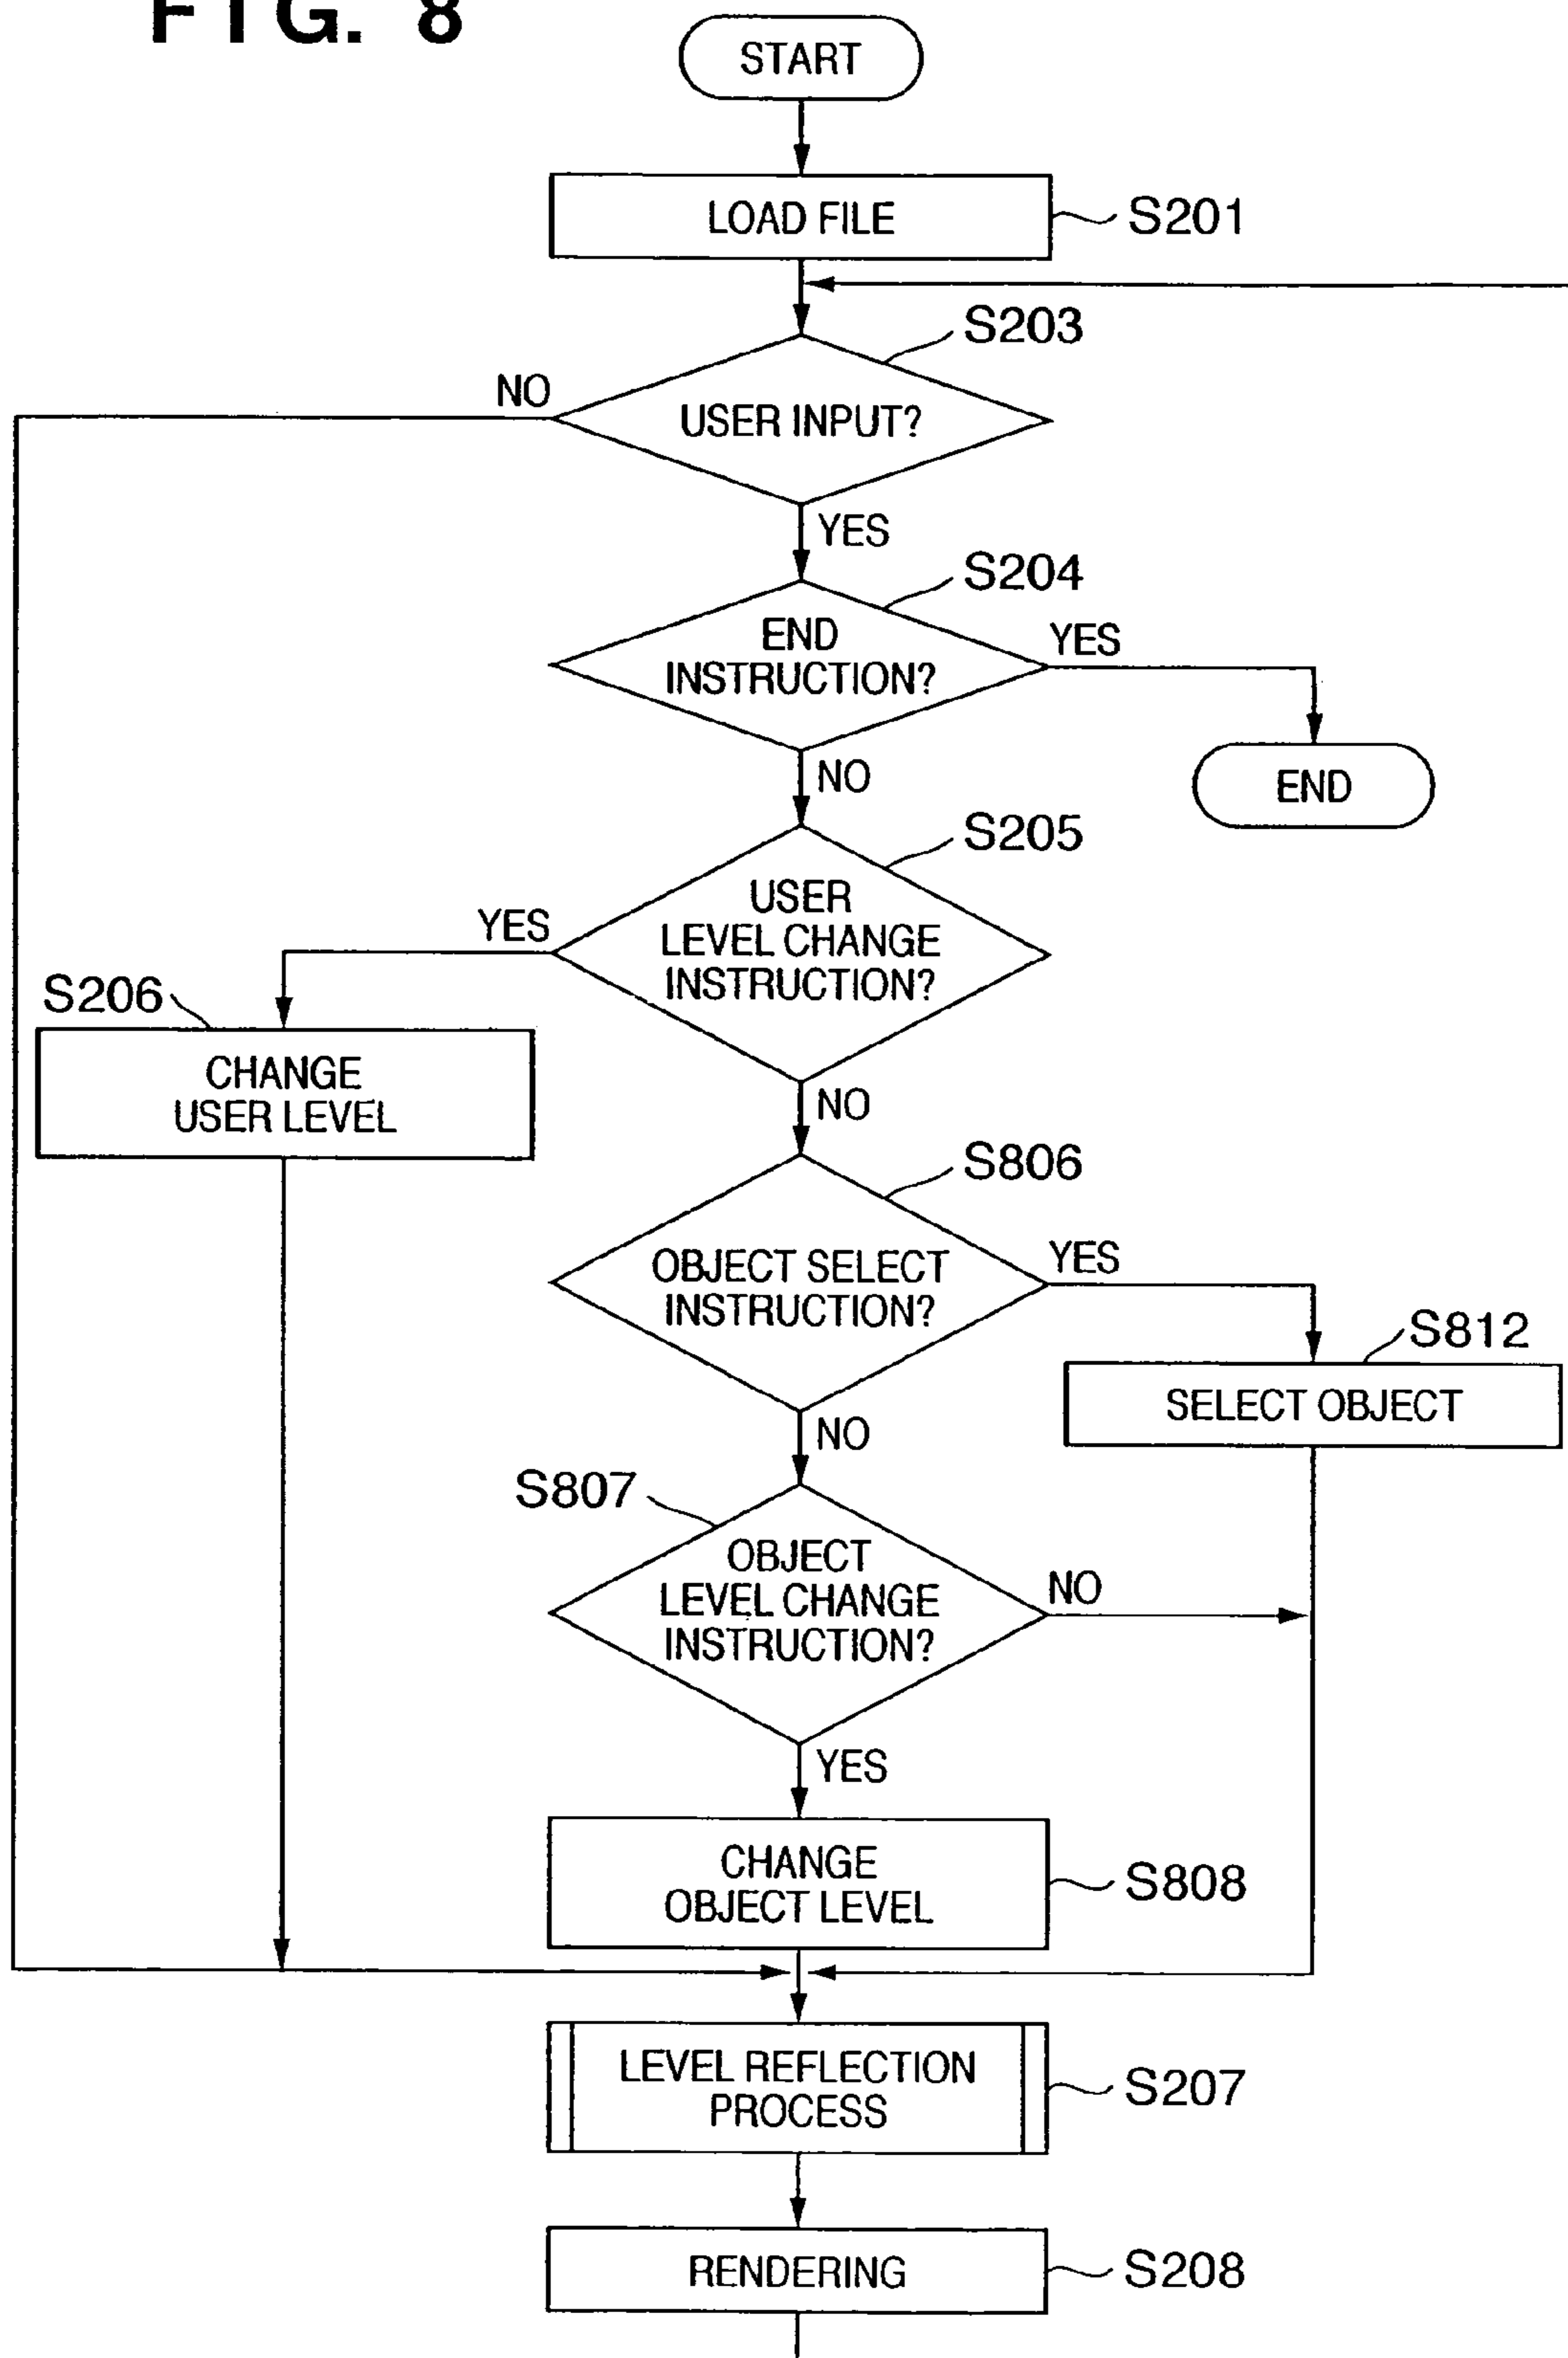 FIG. 8
START
LOAD FILE
S201
S203
NO
USER INPUT?
YES
S204
END
INSTRUCTION?
YES
END
NO
S205
USER
LEVEL CHANGE
INSTRUCTION?
YES
S206
CHANGE
USER LEVEL
NO
S806
OBJECT SELECT
INSTRUCTION?
YES
S812
SELECT OBJECT
NO
S807
OBJECT
LEVEL CHANGE
INSTRUCTION?
NO
YES
CHANGE
OBJECT LEVEL
S808
LEVEL REFLECTION
PROCESS
S207
RENDERING
S208